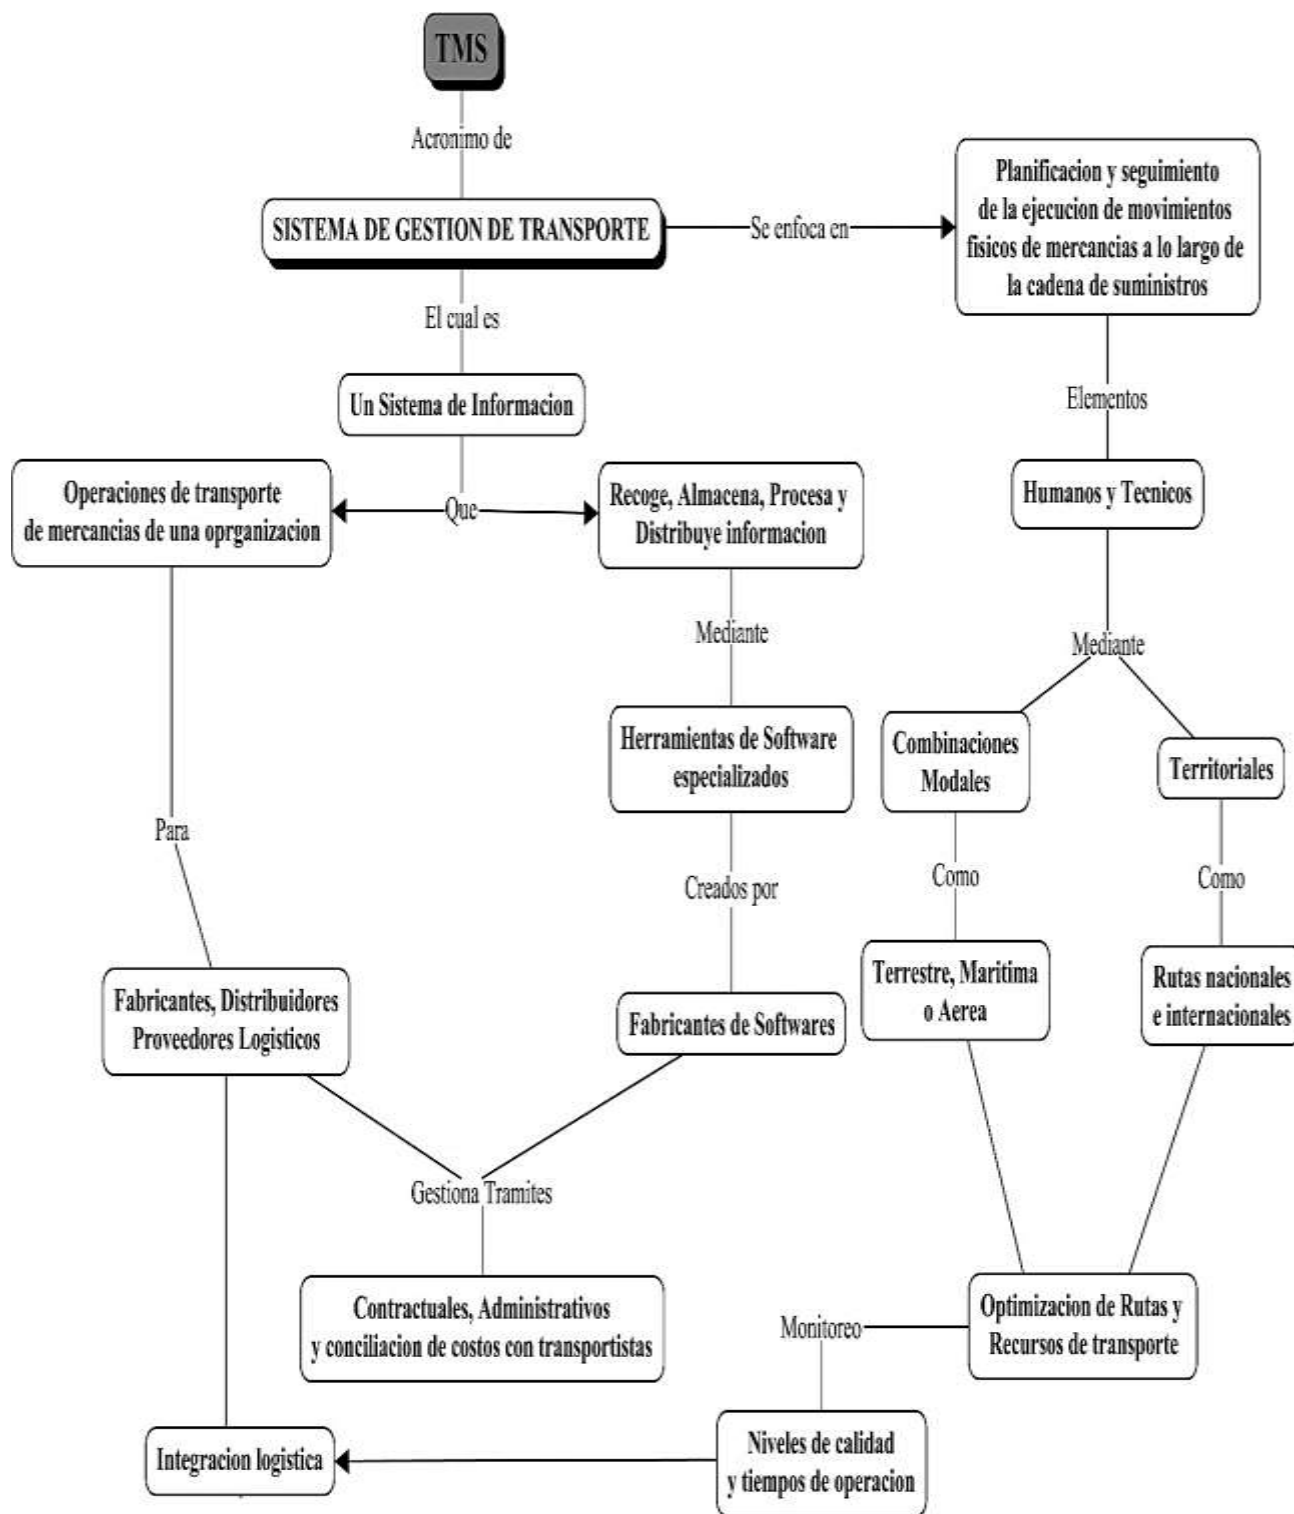 TMS
Acronimo de
SISTEMA DE GESTION DE TRANSPORTE
Se enfoca en
Planificacion y seguimiento
de la ejecucion de movimientos
fisicos de mercancias a lo largo de
la cadena de suministros
El cual es
Un Sistema de Informacion
Elementos
Humanos y Tecnicos
Que
Operaciones de transporte
de mercancias de una oprganizacion
Recoge, Almacena, Procesa y
Distribuye informacion
Mediante
Mediante
Herramientas de Software
especializados
Combinaciones
Modales
Territoriales
Para
Creados por
Como
Como
Terrestre, Maritima
o Aerea
Rutas nacionales
e internacionales
Fabricantes, Distribuidores
Proveedores Logisticos
Fabricantes de Softwares
Gestiona Tramites
Contractuales, Administrativos
y conciliacion de costos con transportistas
Optimizacion de Rutas y
Recursos de transporte
Monitoreo
Niveles de calidad
y tiempos de operacion
Integracion logistica